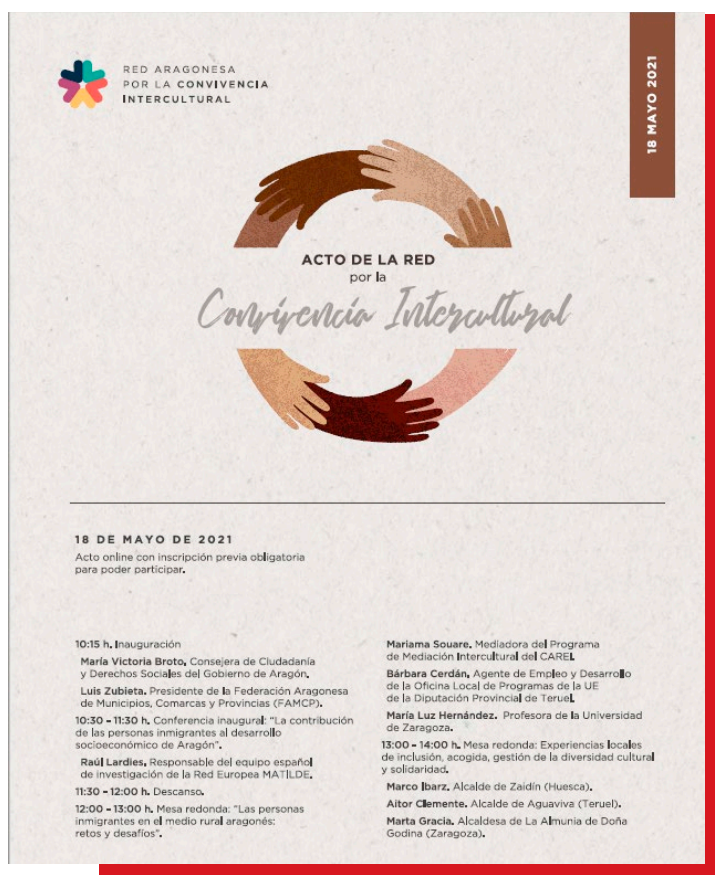 RED ARAGONESA
POR LA CONVIVENCIA
INTERCULTURAL
18 MAYO 2021
ACTO DE LA RED
por la
Convivencia Intercultural
18 DE MAYO DE 2021
Acto online con inscripción previa obligatoria
para poder participar.
10:15 h. Inauguración
María Victoria Broto, Consejera de Ciudadanía
y Derechos Sociales del Gobierno de Aragón.
Luis Zubieta. Presidente de la Federación Aragonesa
de Municipios, Comarcas y Provincias (FAMCP).
10:30 – 11:30 h. Conferencia inaugural: "La contribución
de las personas inmigrantes al desarrollo
socioeconómico de Aragón".
Raúl Lardies, Responsable del equipo español
de investigación de la Red Europea MATILDE.
11:30 – 12:00 h. Descanso.
12:00 – 13:00 h. Mesa redonda: "Las personas
inmigrantes en el medio rural aragonés:
retos y desafíos".
Mariama Souare. Mediadora del Programa
de Mediación Intercultural del CAREI.
Bárbara Cerdán, Agente de Empleo y Desarrollo
de la Oficina Local de Programas de la UE
de la Diputación Provincial de Teruel.
María Luz Hernández. Profesora de la Universidad
de Zaragoza.
13:00 – 14:00 h. Mesa redonda: Experiencias locales
de inclusión, acogida, gestión de la diversidad cultural
y solidaridad.
Marco Ibarz. Alcalde de Zaidín (Huesca).
Aitor Clemente. Alcalde de Aguaviva (Teruel).
Marta Gracia. Alcaldesa de La Almunia de Doña
Godina (Zaragoza).